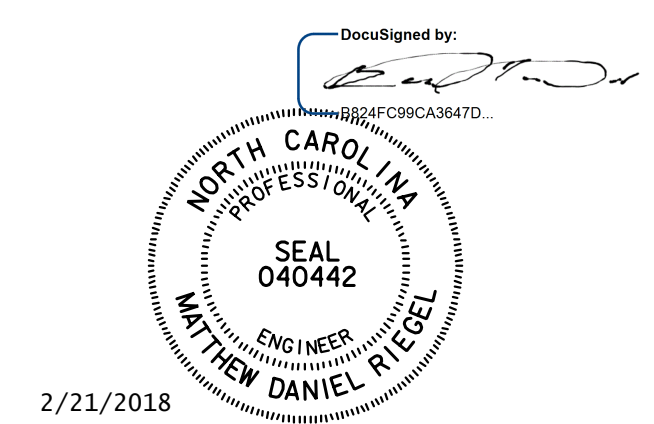 DocuSigned by:
B824FC99CA3647D...
NORTH CAROLINA
PROFESSIONAL
SEAL
040442
ENGINEER
MATTHEW DANIEL RIEGEL
2/21/2018